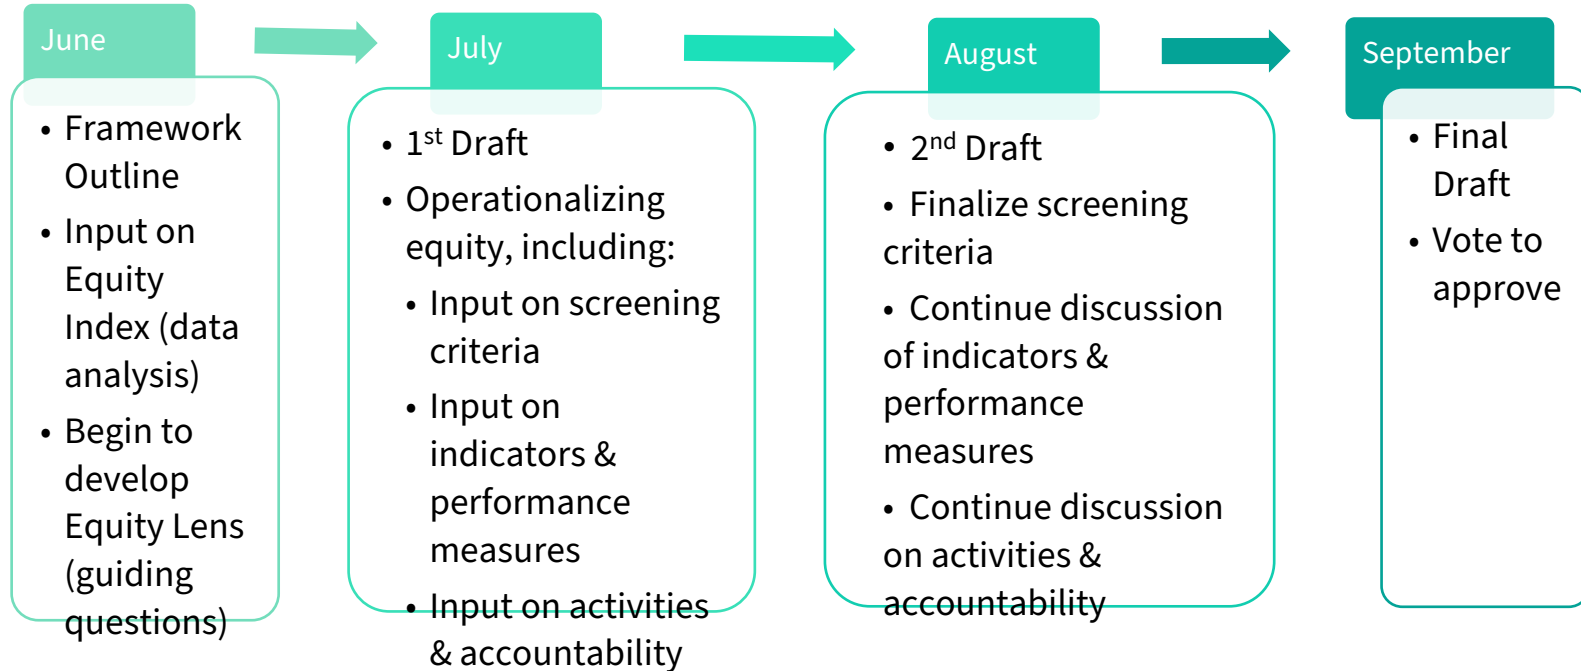 June
• Framework
Outline
• Input on
Equity
Index (data
analysis)
• Begin to
develop
Equity Lens
(guiding
questions)
July
• 1st Draft
• Operationalizing
equity, including:
• Input on screening
criteria
• Input on
indicators &
performance
measures
• Input on activities
& accountability
August
• 2nd Draft
• Finalize screening
criteria
• Continue discussion
of indicators &
performance
measures
• Continue discussion
on activities &
accountability
September
• Final
Draft
• Vote to
approve